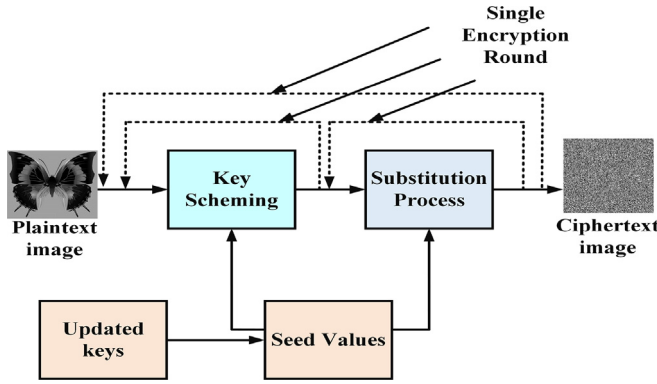 Single
Encryption
Round
Key
Scheming
Substitution
Process
Plaintext
image
Ciphertext
image
Updated
keys
Seed Values